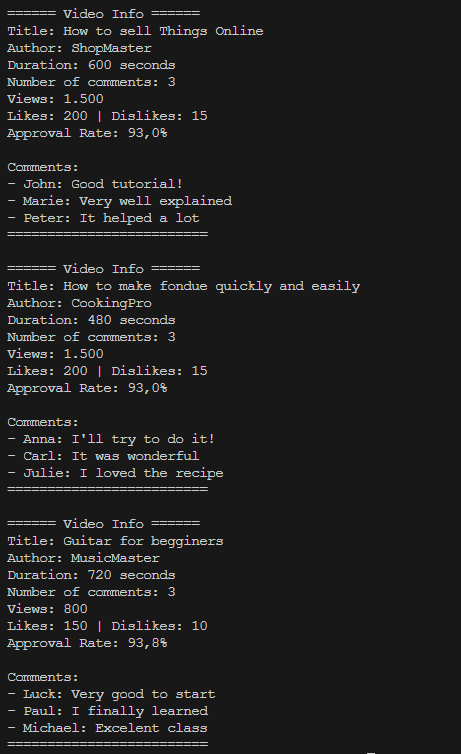 ====== Video Info ======
Title: How to sell Things Online
Author: ShopMaster
Duration: 600 seconds
Number of comments: 3
Views: 1.500
Likes: 200 | Dislikes: 15
Approval Rate: 93,0%

Comments:
- John: Good tutorial!
- Marie: Very well explained
- Peter: It helped a lot
=========================

====== Video Info ======
Title: How to make fondue quickly and easily
Author: CookingPro
Duration: 480 seconds
Number of comments: 3
Views: 1.500
Likes: 200 | Dislikes: 15
Approval Rate: 93,0%

Comments:
- Anna: I'll try to do it!
- Carl: It was wonderful
- Julie: I loved the recipe
=========================

====== Video Info ======
Title: Guitar for begginers
Author: MusicMaster
Duration: 720 seconds
Number of comments: 3
Views: 800
Likes: 150 | Dislikes: 10
Approval Rate: 93,8%

Comments:
- Luck: Very good to start
- Paul: I finally learned
- Michael: Excelent class
=========================